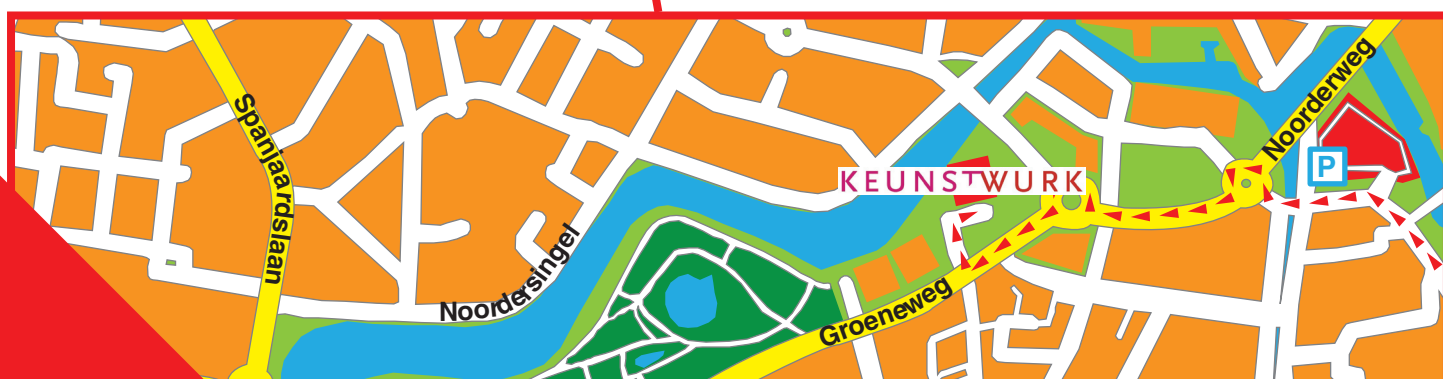 Spanjaardslaan
Noordersingel
KEUNSTWURK
Groeneweg
Noorderweg
P